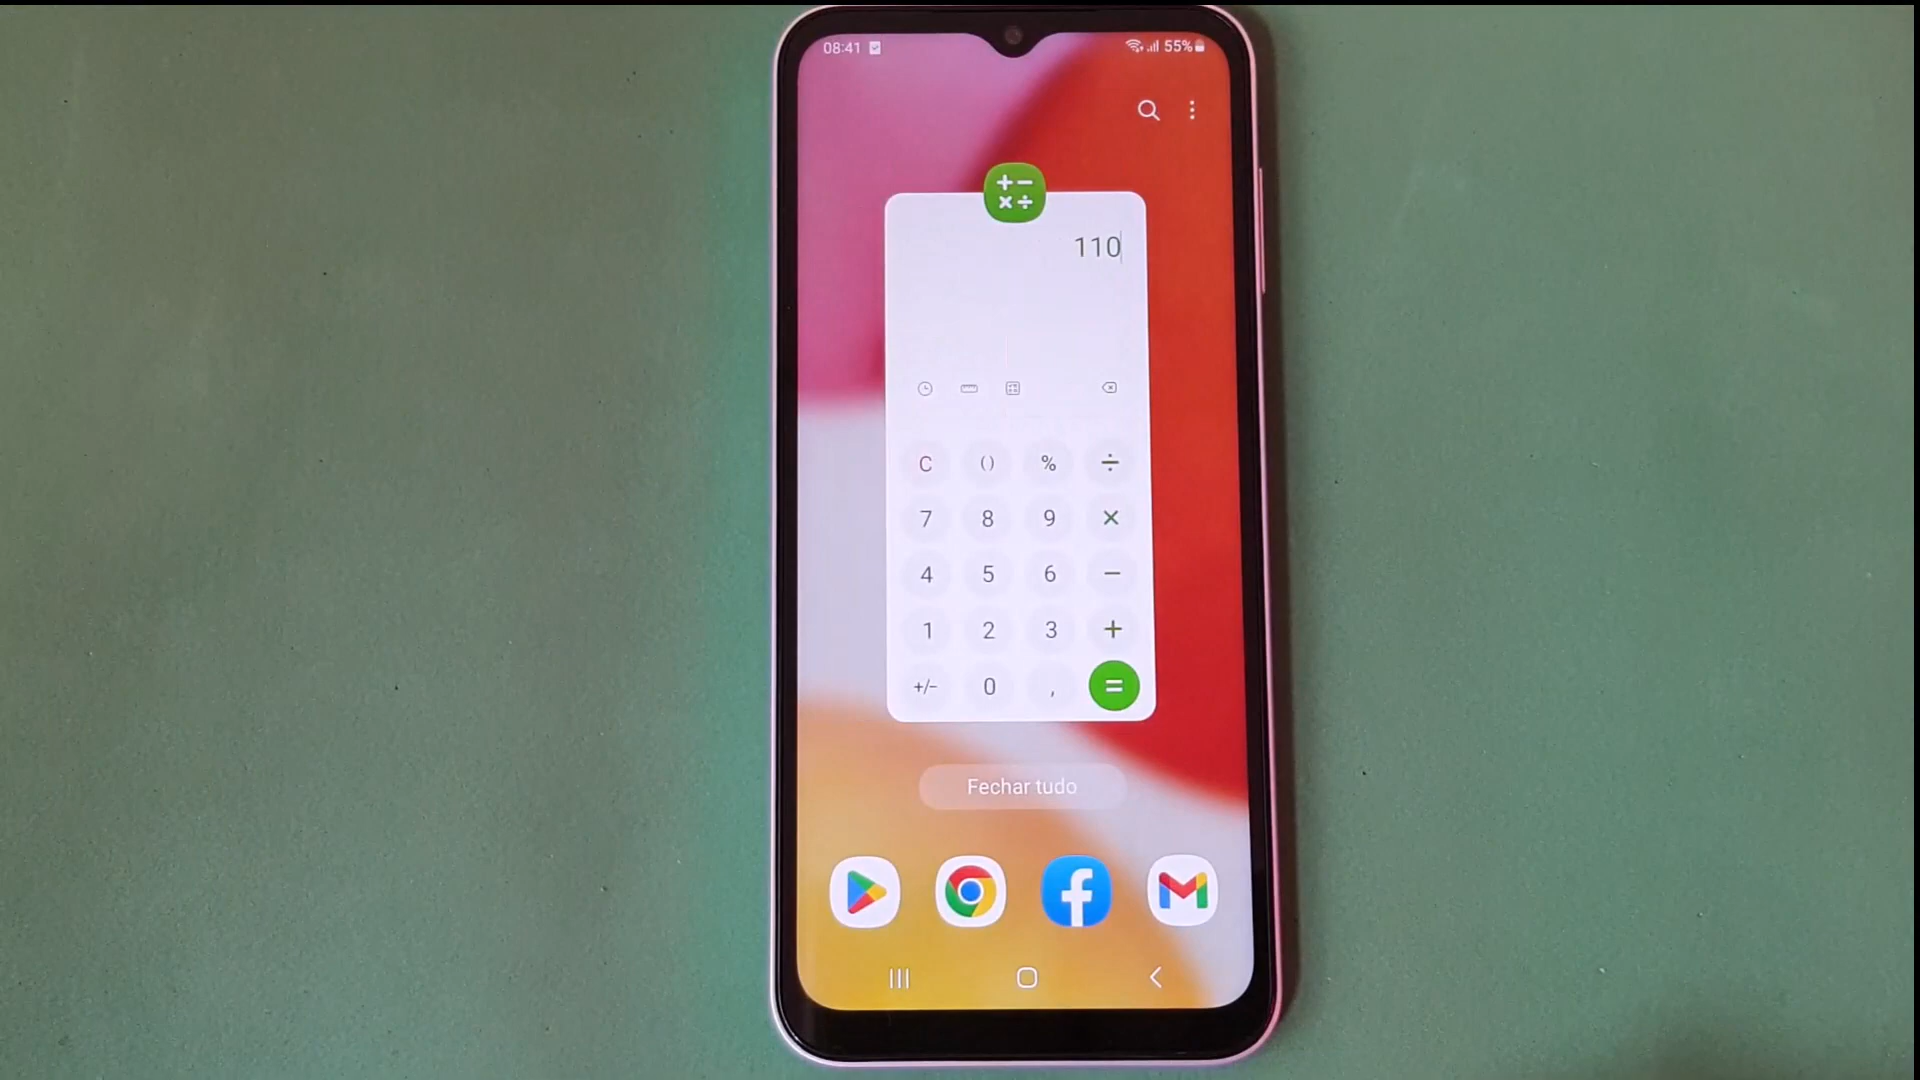 08:41 55%
110
C () % ÷
7 8 9 ×
4 5 6 −
1 2 3 +
+/− 0 , =
Fechar tudo